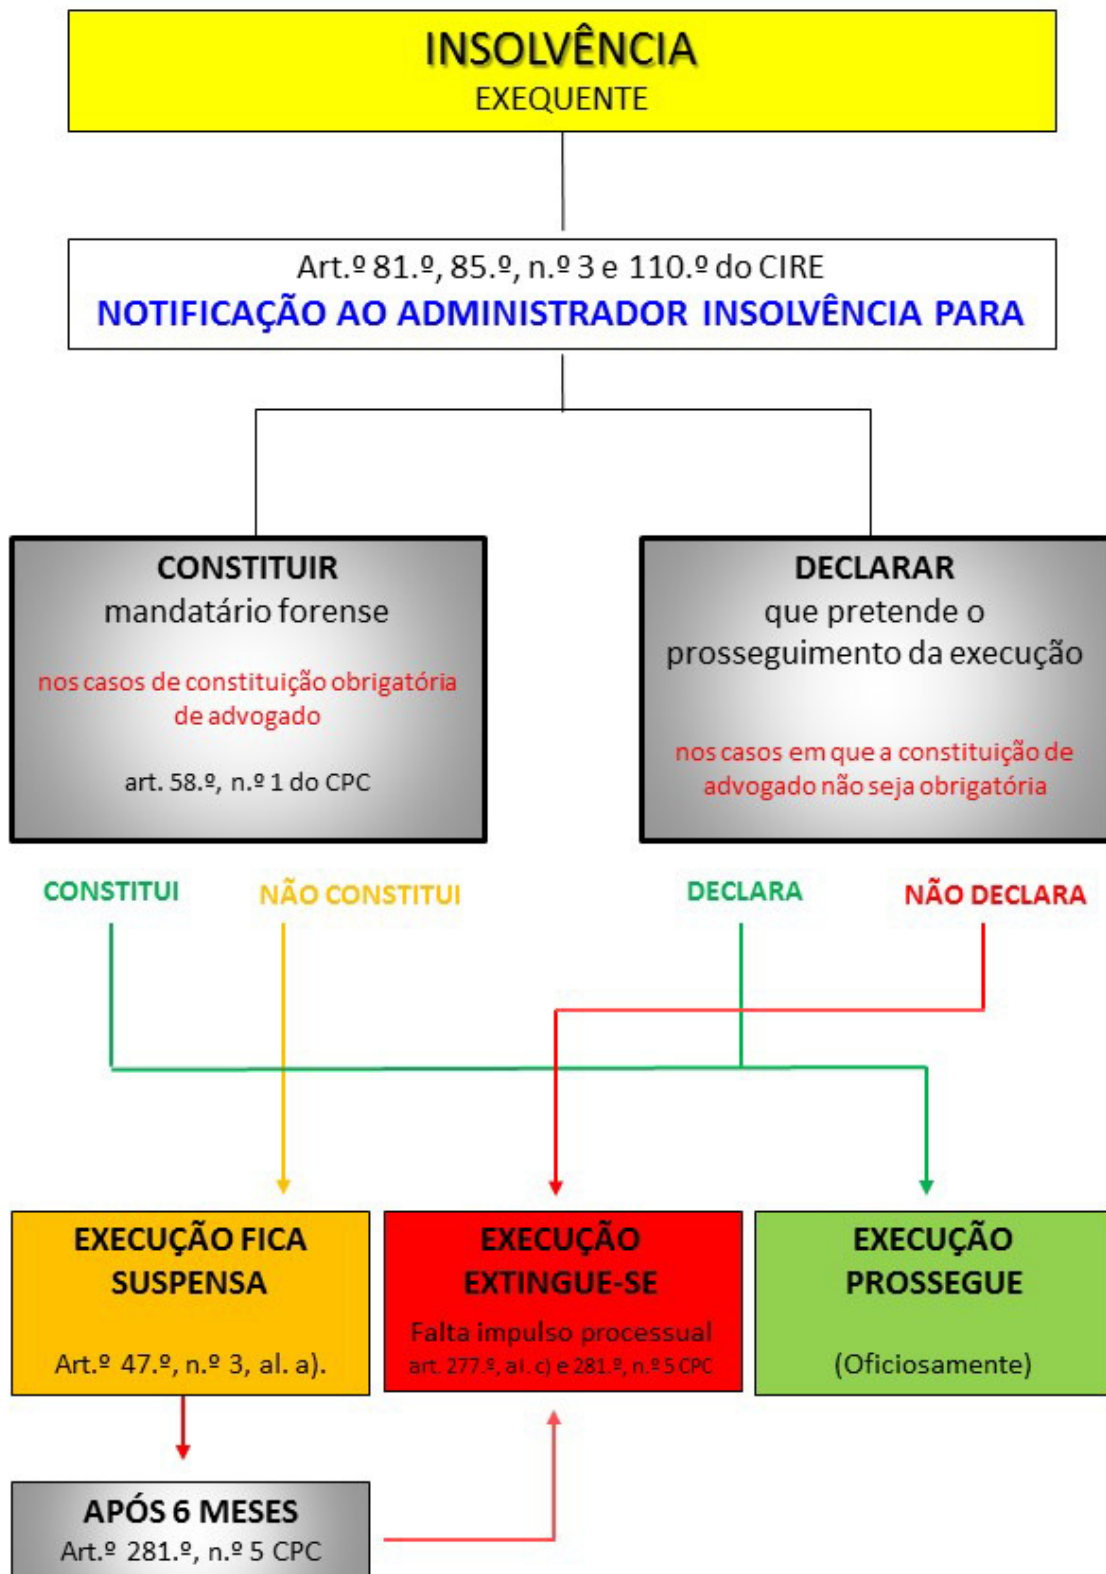 INSOLVÊNCIA
EXEQUENTE
Art.º 81.º, 85.º, n.º 3 e 110.º do CIRE
NOTIFICAÇÃO AO ADMINISTRADOR INSOLVÊNCIA PARA
CONSTITUIR
mandatário forense
nos casos de constituição obrigatória
de advogado
art. 58.º, n.º 1 do CPC
DECLARAR
que pretende o
prosseguimento da execução
nos casos em que a constituição de
advogado não seja obrigatória
CONSTITUI
NÃO CONSTITUI
DECLARA
NÃO DECLARA
EXECUÇÃO FICA
SUSPENSA
Art.º 47.º, n.º 3, al. a).
EXECUÇÃO
EXTINGUE-SE
Falta impulso processual
art. 277.º, al. c) e 281.º, n.º 5 CPC
EXECUÇÃO
PROSSEGUE
(Oficiosamente)
APÓS 6 MESES
Art.º 281.º, n.º 5 CPC